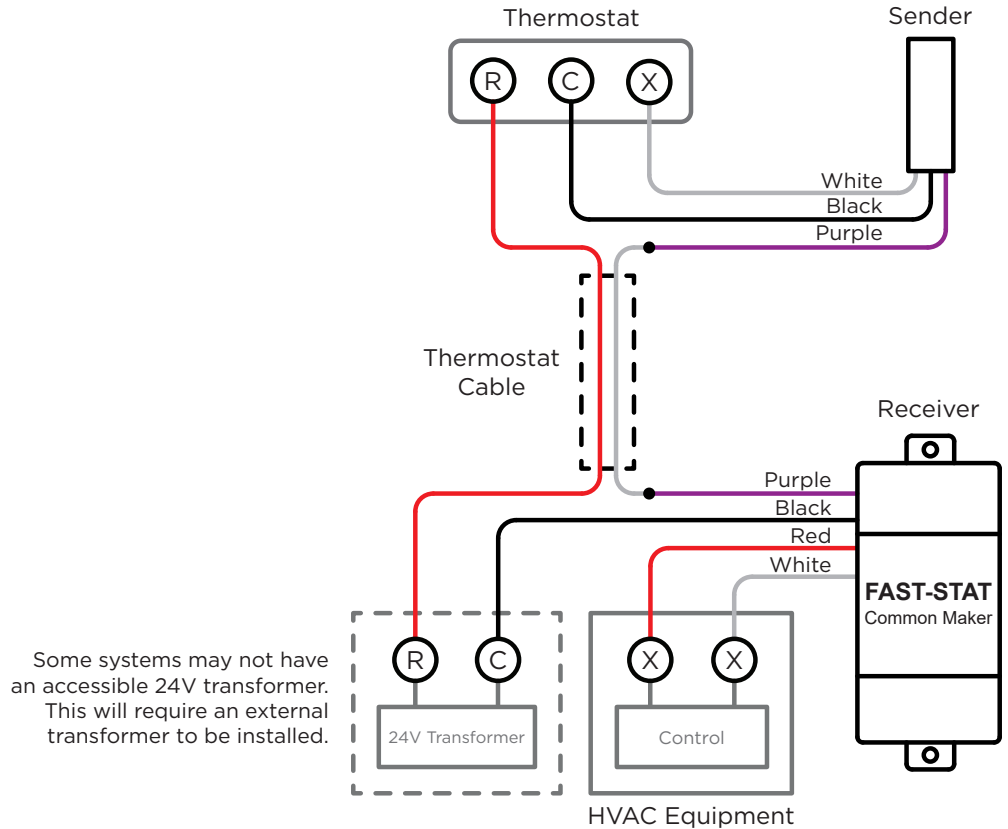 Thermostat
Sender
R
C
X
White
Black
Purple
Thermostat
Cable
Receiver
Purple
Black
Red
White
FAST-STAT
Common Maker
Some systems may not have
an accessible 24V transformer.
This will require an external
transformer to be installed.
R
C
X
X
24V Transformer
Control
HVAC Equipment